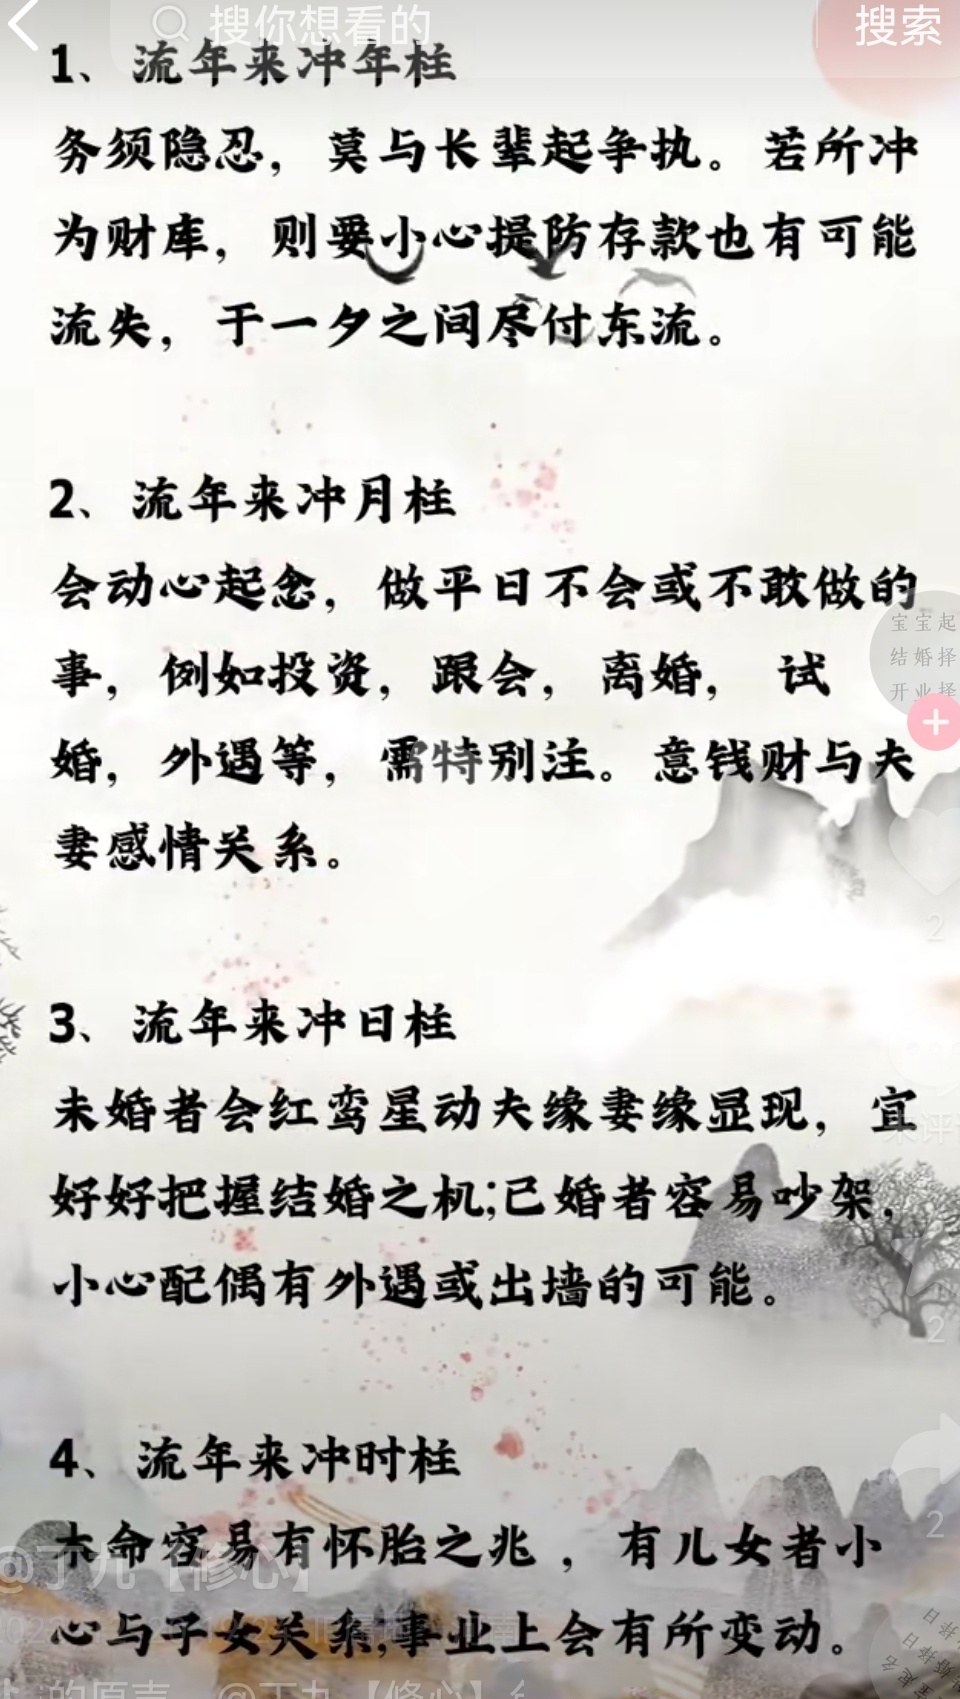 搜你想看的
搜索
1、流年来冲年柱
务须隐忍，莫与长辈起争执。若所冲
为财库，则要小心提防存款也有可能
流失，于一夕之间尽付东流。
2、流年来冲月柱
会动心起念，做平日不会或不敢做的
事，例如投资，跟会，离婚， 试
婚，外遇等，需特别注。意钱财与夫
妻感情关系。
宝宝起
结婚择
开业择
2
3、流年来冲日柱
未婚者会红鸾星动夫缘妻缘显现，宜
好好把握结婚之机;已婚者容易吵架，
小心配偶有外遇或出墙的可能。
2
4、流年来冲时柱
木命容易有怀胎之兆 ，有儿女者小
心与子女关系;事业上会有所变动。
2
@丁九【修心】
的原声 @丁九【修心】